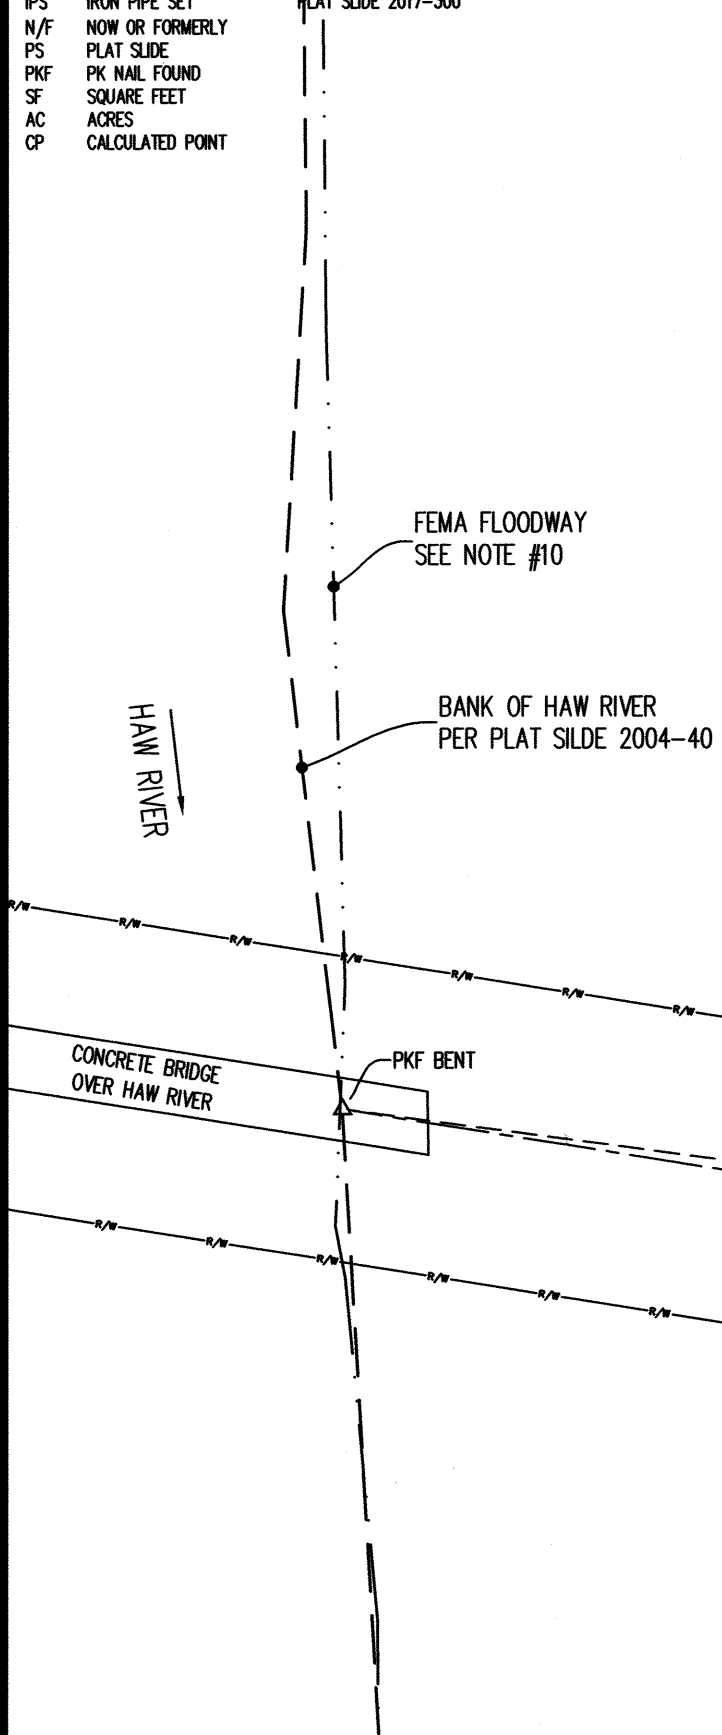 IPS IRON PIPE SET PLAT SLIDE 2017-300
N/F NOW OR FORMERLY
PS PLAT SLIDE
PKF PK NAIL FOUND
SF SQUARE FEET
AC ACRES
CP CALCULATED POINT
FEMA FLOODWAY
SEE NOTE #10
BANK OF HAW RIVER
PER PLAT SILDE 2004-40
HAW RIVER
R/W R/W R/W R/W R/W R/W R/W
PKF BENT
CONCRETE BRIDGE
OVER HAW RIVER
R/W R/W R/W R/W R/W R/W